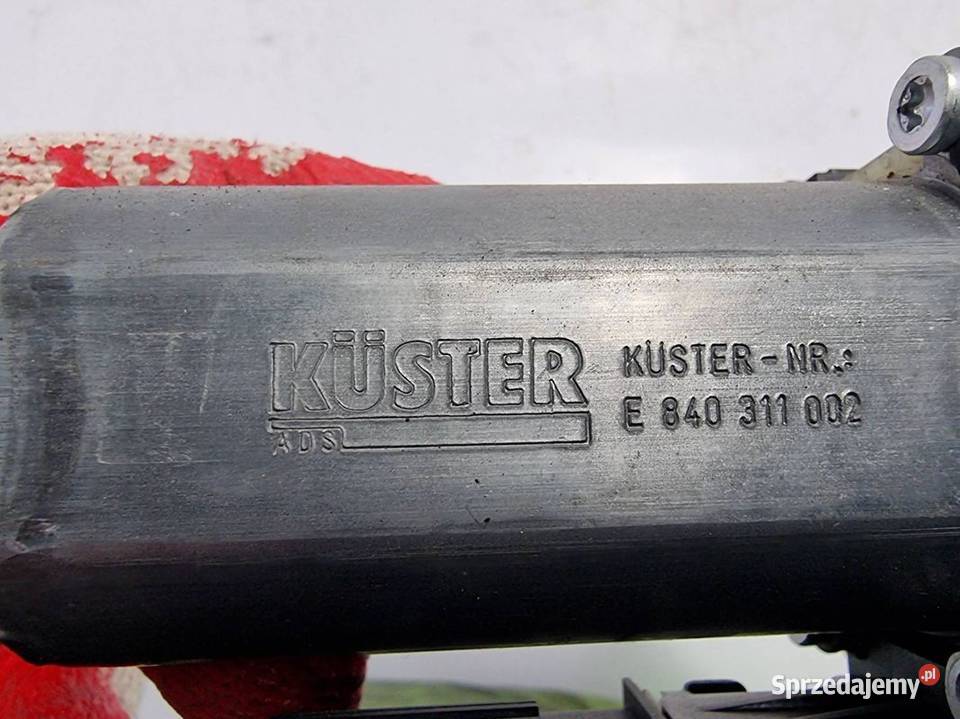 KÜSTER
ADS
KÜSTER-NR.:
E 840 311 002
Sprzedajemy.pl